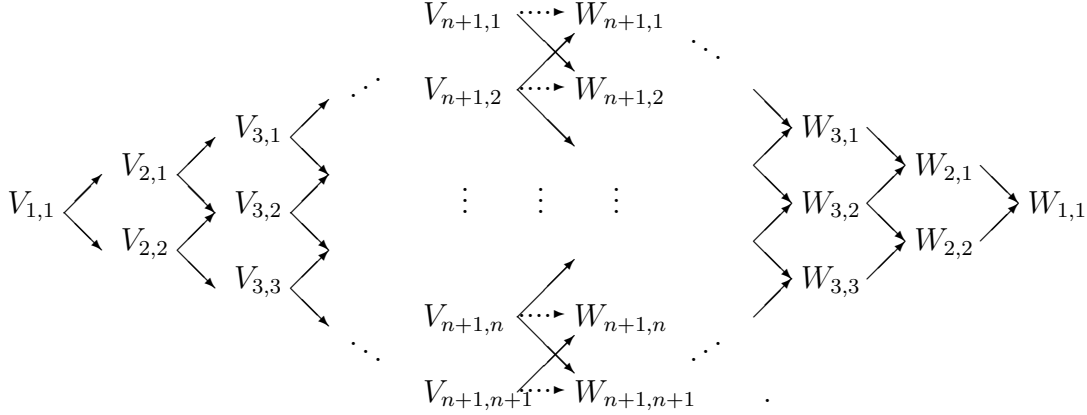 V_{n+1,1} W_{n+1,1}
V_{n+1,2} W_{n+1,2}
V_{3,1} W_{3,1}
V_{2,1} W_{2,1}
V_{1,1} V_{3,2} W_{3,2} W_{1,1}
V_{2,2} W_{2,2}
V_{3,3} W_{3,3}
V_{n+1,n} W_{n+1,n}
V_{n+1,n+1} W_{n+1,n+1} .